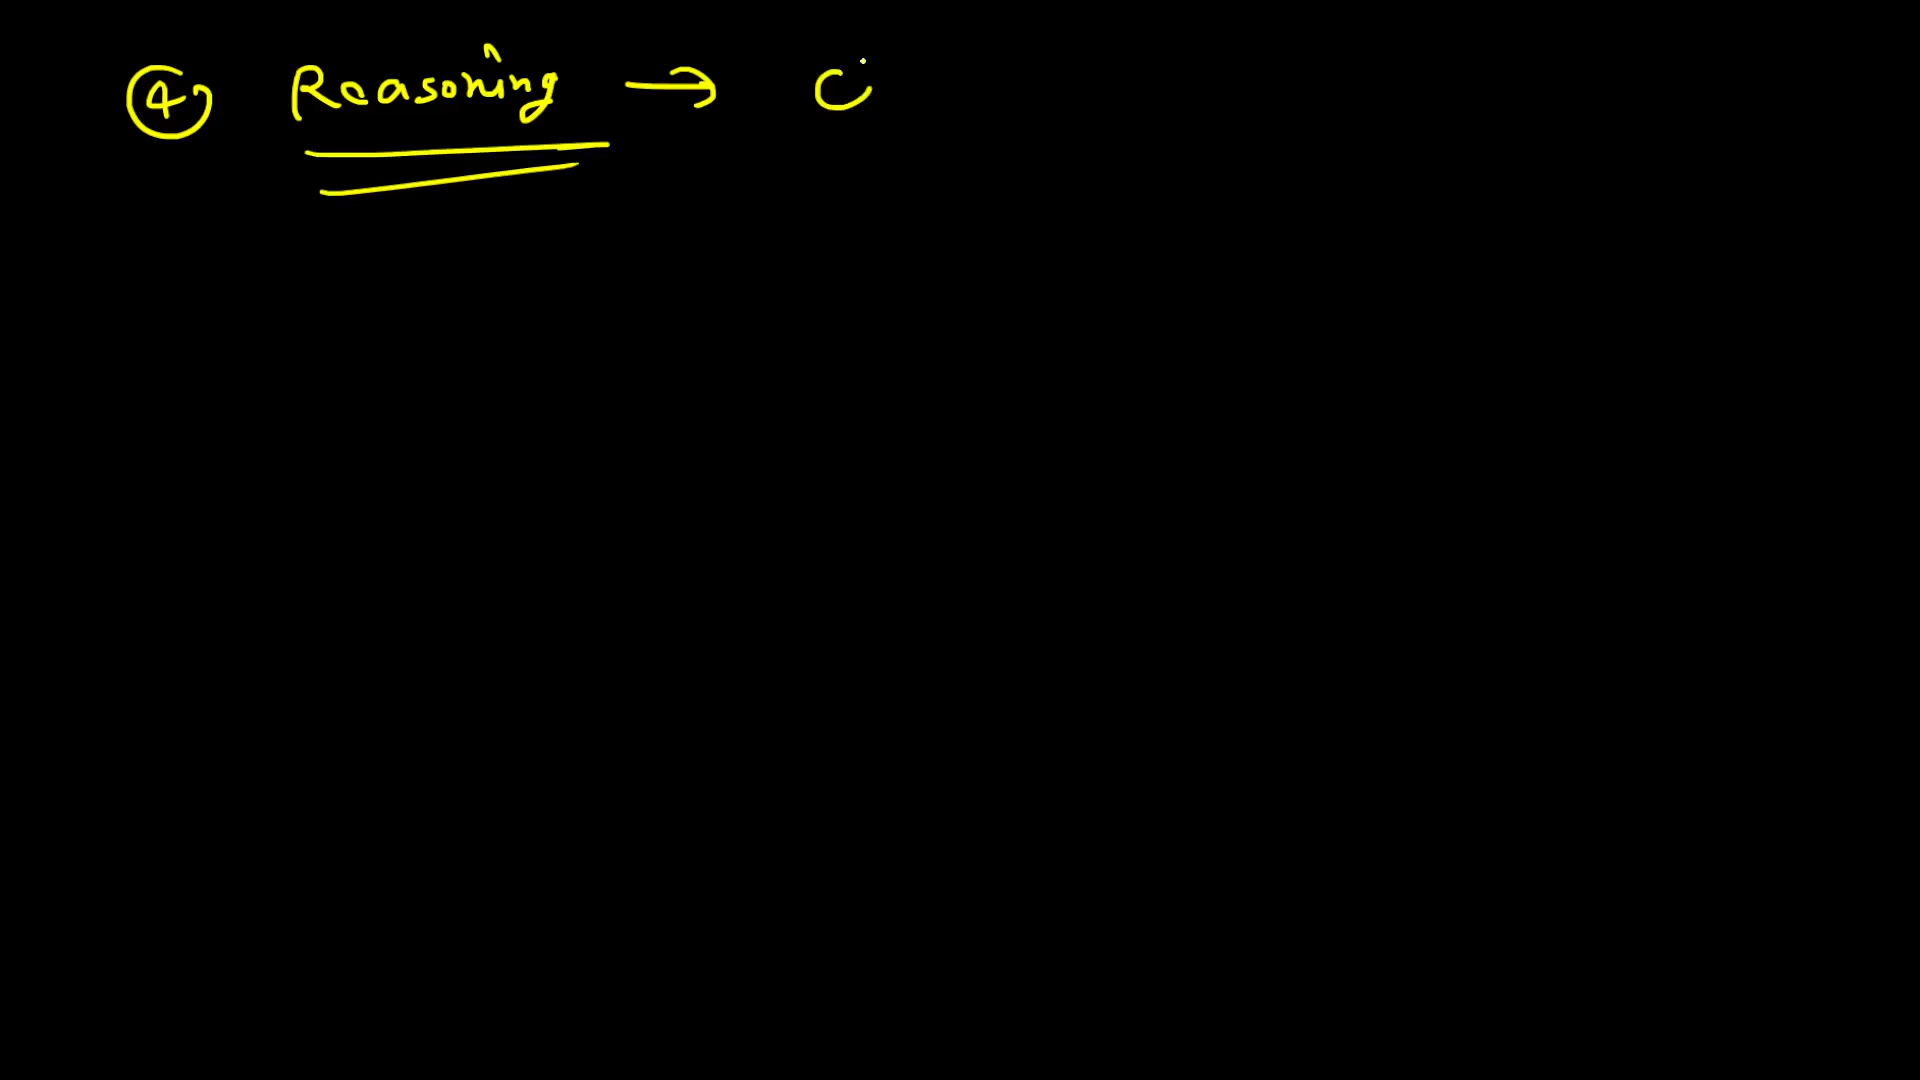 ④ Reasoning → C